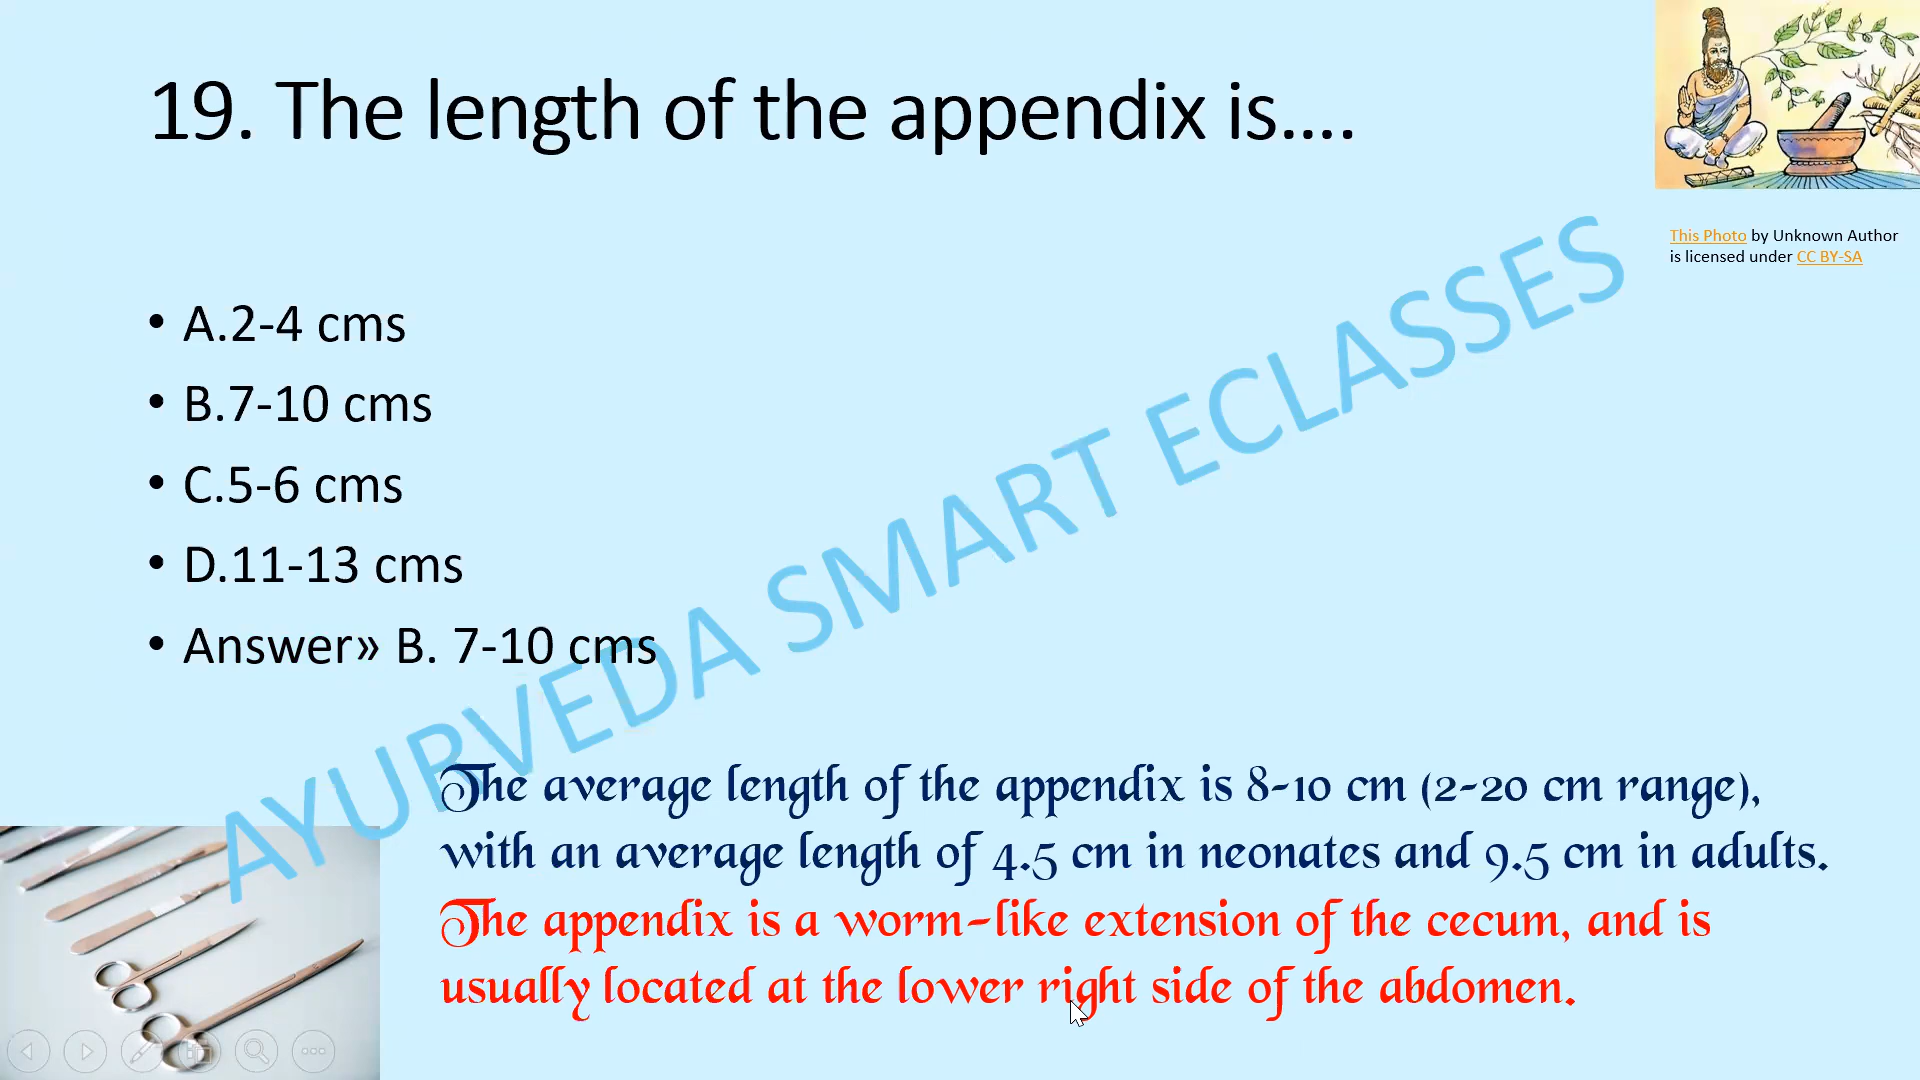 19. The length of the appendix is....
This Photo by Unknown Author
is licensed under CC BY-SA
• A.2-4 cms
• B.7-10 cms
• C.5-6 cms
• D.11-13 cms
• Answer» B. 7-10 cms
AYURVEDA SMART ECLASSES
The average length of the appendix is 8-10 cm (2-20 cm range),
with an average length of 4.5 cm in neonates and 9.5 cm in adults.
The appendix is a worm-like extension of the cecum, and is
usually located at the lower right side of the abdomen.